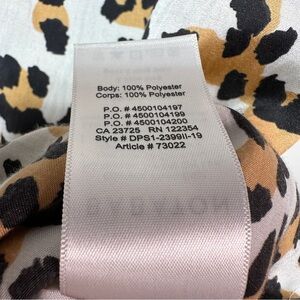 Body: 100% Polyester
Corps: 100% Polyester
P.O. # 4500104197
P.O. # 4500104199
P.O. # 4500104200
CA 23725 RN 122354
Style # DPS1-2399II-19
Article # 73022